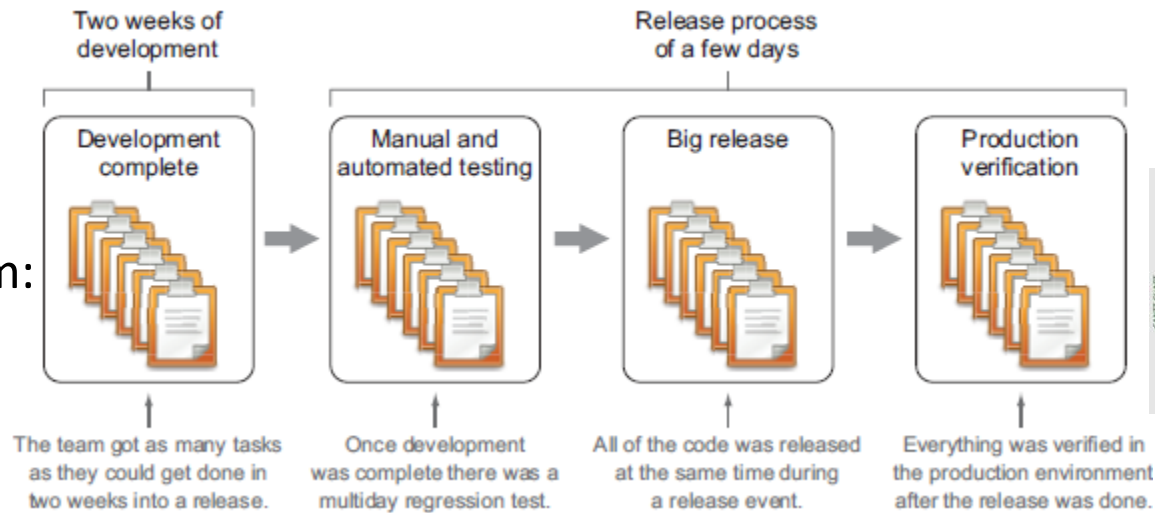 Two weeks of
development
Release process
of a few days
Development
complete
Manual and
automated testing
Big release
Production
verification
m:
The team got as many tasks
as they could get done in
two weeks into a release.
Once development
was complete there was a
multiday regression test.
All of the code was released
at the same time during
a release event.
Everything was verified in
the production environment
after the release was done.